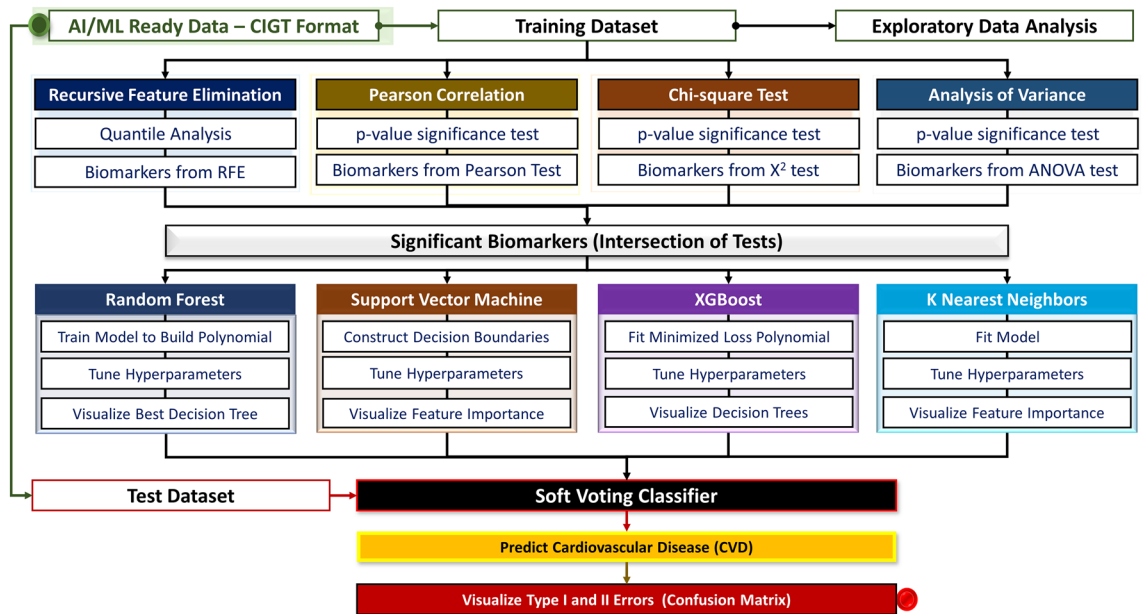 AI/ML Ready Data – CIGT Format
Training Dataset
Exploratory Data Analysis
Recursive Feature Elimination
Pearson Correlation
Chi-square Test
Analysis of Variance
Quantile Analysis
p-value significance test
p-value significance test
p-value significance test
Biomarkers from RFE
Biomarkers from Pearson Test
Biomarkers from X² test
Biomarkers from ANOVA test
Significant Biomarkers (Intersection of Tests)
Random Forest
Support Vector Machine
XGBoost
K Nearest Neighbors
Train Model to Build Polynomial
Construct Decision Boundaries
Fit Minimized Loss Polynomial
Fit Model
Tune Hyperparameters
Tune Hyperparameters
Tune Hyperparameters
Tune Hyperparameters
Visualize Best Decision Tree
Visualize Feature Importance
Visualize Decision Trees
Visualize Feature Importance
Test Dataset
Soft Voting Classifier
Predict Cardiovascular Disease (CVD)
Visualize Type I and II Errors (Confusion Matrix)